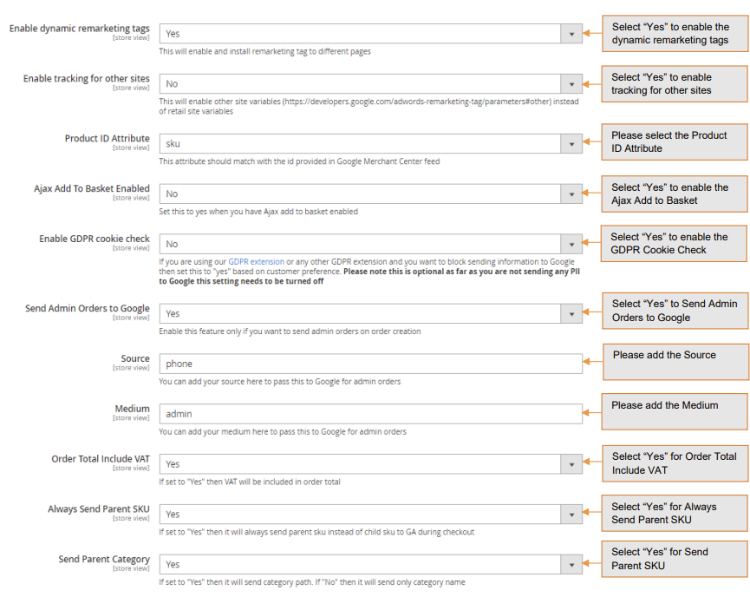 Enable dynamic remarketing tags
[store view]
Yes
This will enable and install remarketing tag to different pages
Select “Yes” to enable the
dynamic remarketing tags
Enable tracking for other sites
[store view]
No
This will enable other site variables (https://developers.google.com/adwords-remarketing-tag/parameters#other) instead
of retail site variables
Select “Yes” to enable
tracking for other sites
Product ID Attribute
[store view]
sku
This attribute should match with the id provided in Google Merchant Center feed
Please select the Product
ID Attribute
Ajax Add To Basket Enabled
[store view]
No
Set this to yes when you have Ajax add to basket enabled
Select “Yes” to enable the
Ajax Add to Basket
Enable GDPR cookie check
[store view]
No
If you are using our GDPR extension or any other GDPR extension and you want to block sending information to Google
then set this to "yes" based on customer preference. Please note this is optional as far as you are not sending any PII
to Google this setting needs to be turned off
Select “Yes” to enable the
GDPR Cookie Check
Send Admin Orders to Google
[store view]
Yes
Enable this feature only if you want to send admin orders on order creation
Select “Yes” to Send Admin
Orders to Google
Source
[store view]
phone
You can add your source here to pass this to Google for admin orders
Please add the Source
Medium
[store view]
admin
You can add your medium here to pass this to Google for admin orders
Please add the Medium
Order Total Include VAT
[store view]
Yes
If set to "Yes" then VAT will be included in order total
Select “Yes” for Order Total
Include VAT
Always Send Parent SKU
[store view]
Yes
If set to "Yes" then it will always send parent sku instead of child sku to GA during checkout
Select “Yes” for Always
Send Parent SKU
Send Parent Category
[store view]
Yes
If set to "Yes" then it will send category path. If "No" then it will send only category name
Select “Yes” for Send
Parent SKU